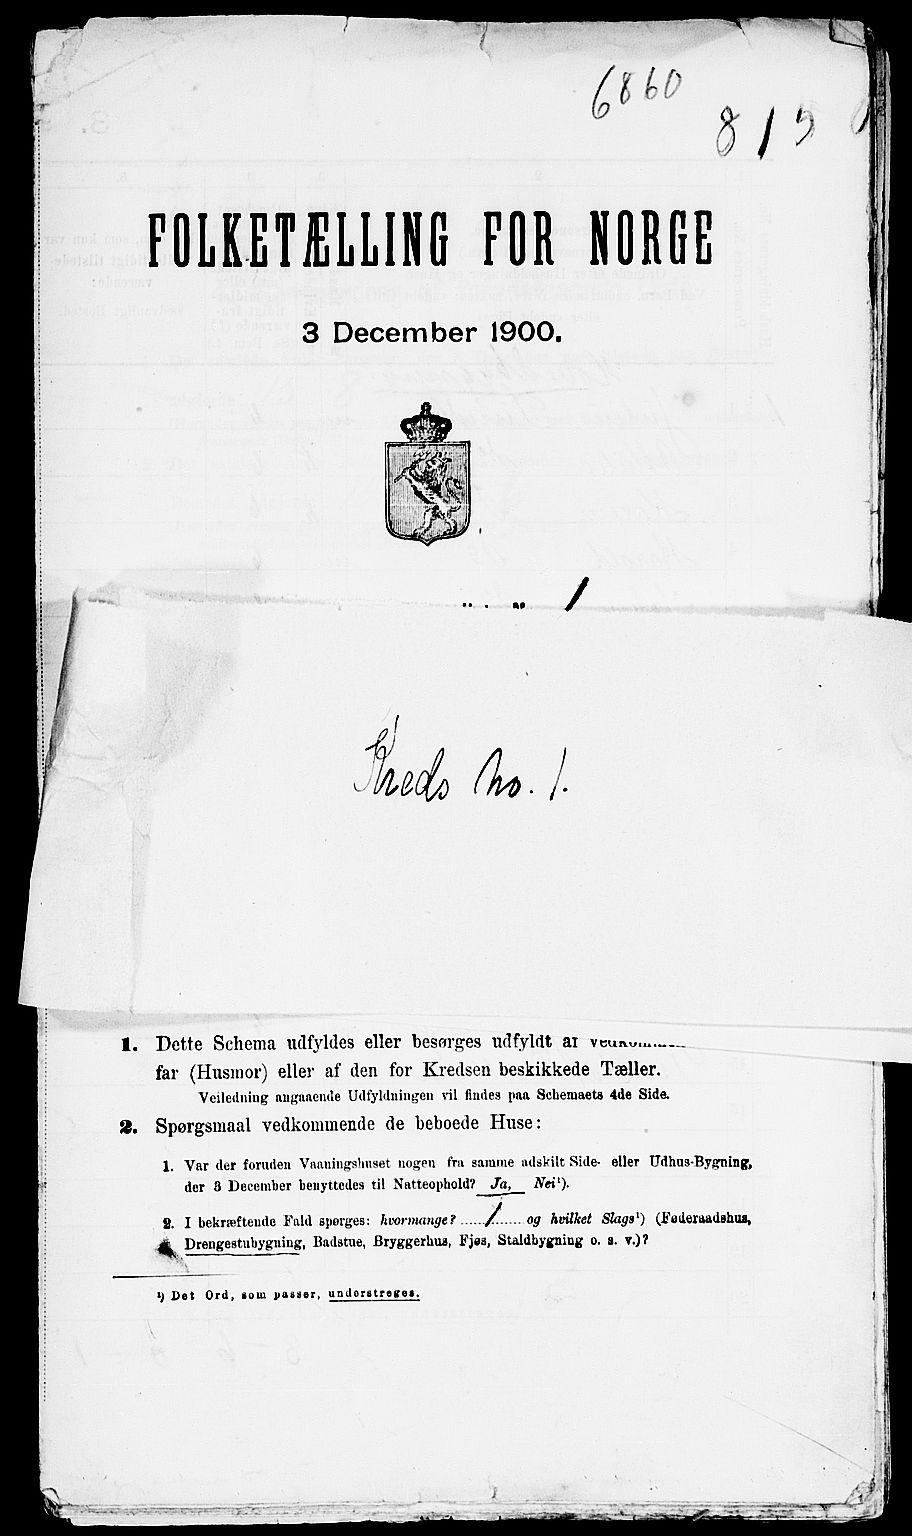 6860
815
FOLKETÆLLING FOR NORGE
3 December 1900.
1
Kreds No. 1.
1. Dette Schema udfyldes eller besørges udfyldt af
far (Husmor) eller af den for Kredsen beskikkede Tæller.
Veiledning angaaende Udfyldningen vil findes paa Schemaets 4de Side.
2. Spørgsmaal vedkommende de beboede Huse:
1. Var der foruden Vaaningshuset nogen fra samme adskilt Side- eller Udhus-Bygning,
der 3 December benyttedes til Natteophold? Ja, Nei¹).
2. I bekræftende Fald spørges: hvormange? ......1...... og hvilket Slags¹) (Føderaadshus,
Drengestubygning, Badstue, Bryggerhus, Fjøs, Staldbygning o. s. v.)?
¹) Det Ord, som passer, understreges.